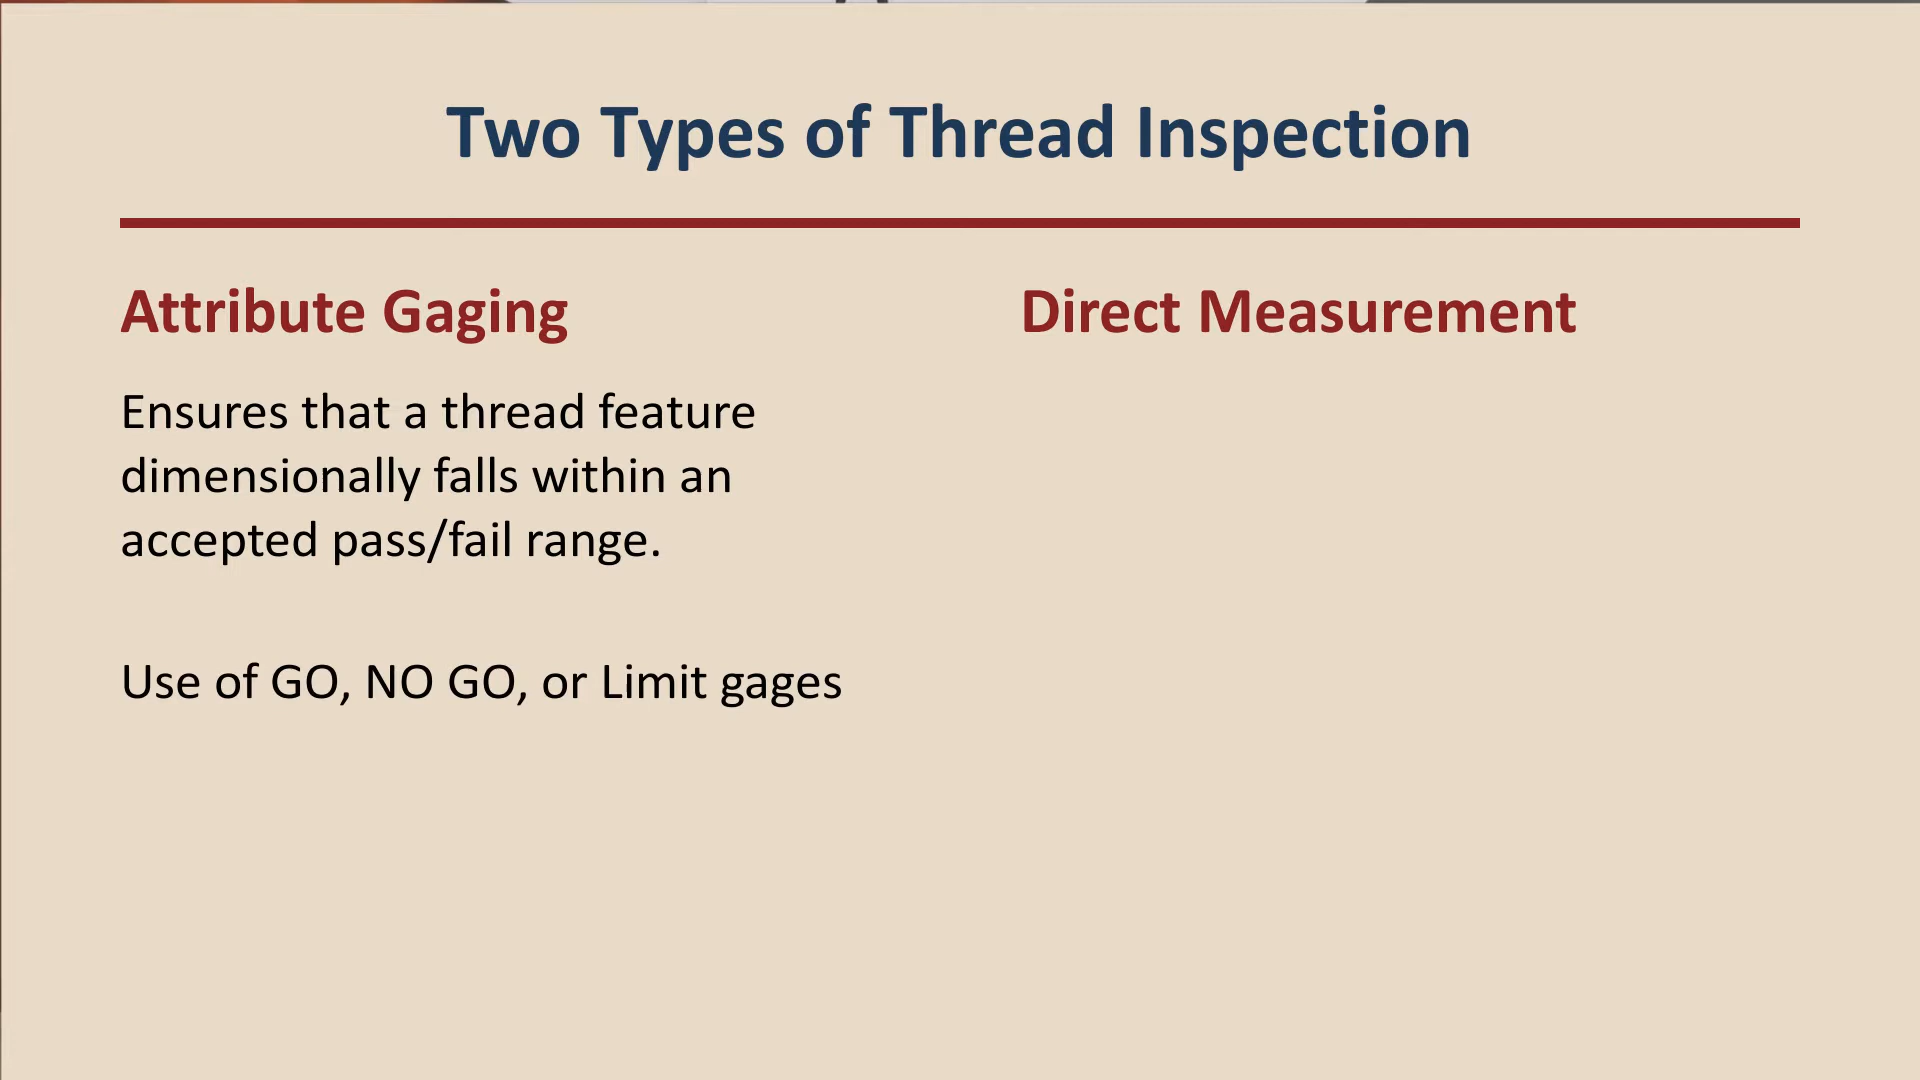 Two Types of Thread Inspection
Attribute Gaging
Ensures that a thread feature
dimensionally falls within an
accepted pass/fail range.
Use of GO, NO GO, or Limit gages
Direct Measurement